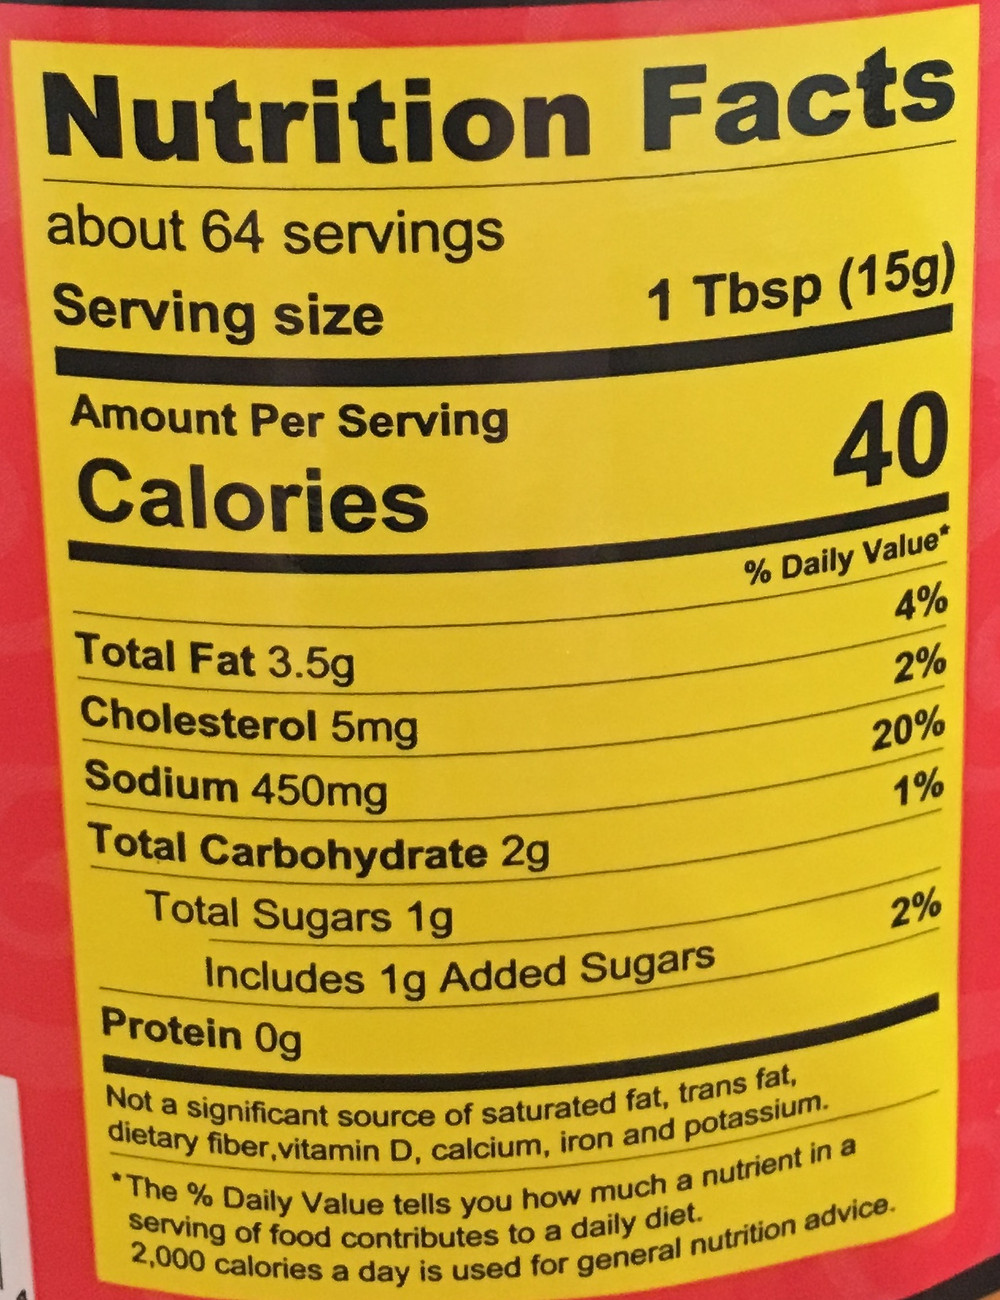 Nutrition Facts
about 64 servings
Serving size 1 Tbsp (15g)
Amount Per Serving
Calories 40
% Daily Value*
Total Fat 3.5g 4%
Cholesterol 5mg 2%
Sodium 450mg 20%
Total Carbohydrate 2g 1%
Total Sugars 1g
Includes 1g Added Sugars 2%
Protein 0g
Not a significant source of saturated fat, trans fat,
dietary fiber,vitamin D, calcium, iron and potassium.
*The % Daily Value tells you how much a nutrient in a
serving of food contributes to a daily diet.
2,000 calories a day is used for general nutrition advice.